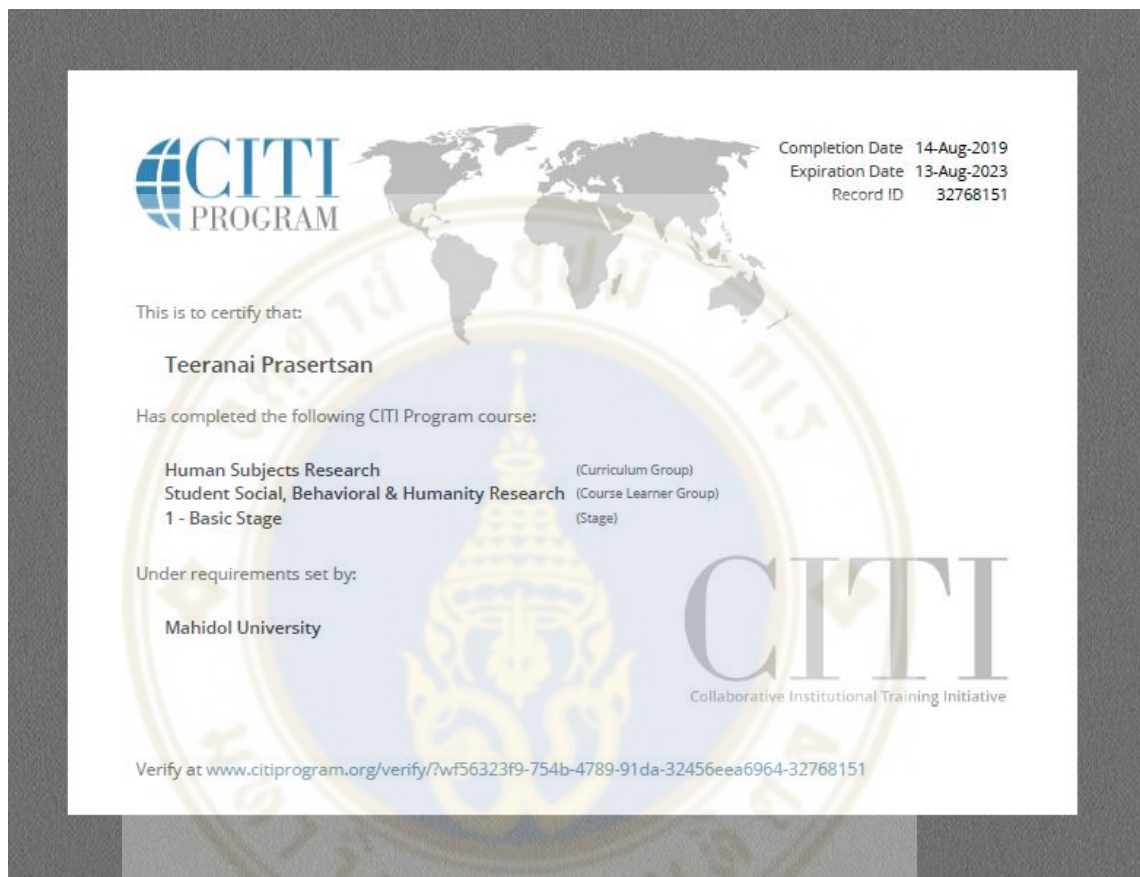 CITI
PROGRAM
Completion Date 14-Aug-2019
Expiration Date 13-Aug-2023
Record ID 32768151
This is to certify that:
Teeranai Prasertsan
Has completed the following CITI Program course:
Human Subjects Research (Curriculum Group)
Student Social, Behavioral & Humanity Research (Course Learner Group)
1 - Basic Stage (Stage)
Under requirements set by:
Mahidol University
CITI
Collaborative Institutional Training Initiative
Verify at www.citiprogram.org/verify/?wf56323f9-754b-4789-91da-32456eea6964-32768151